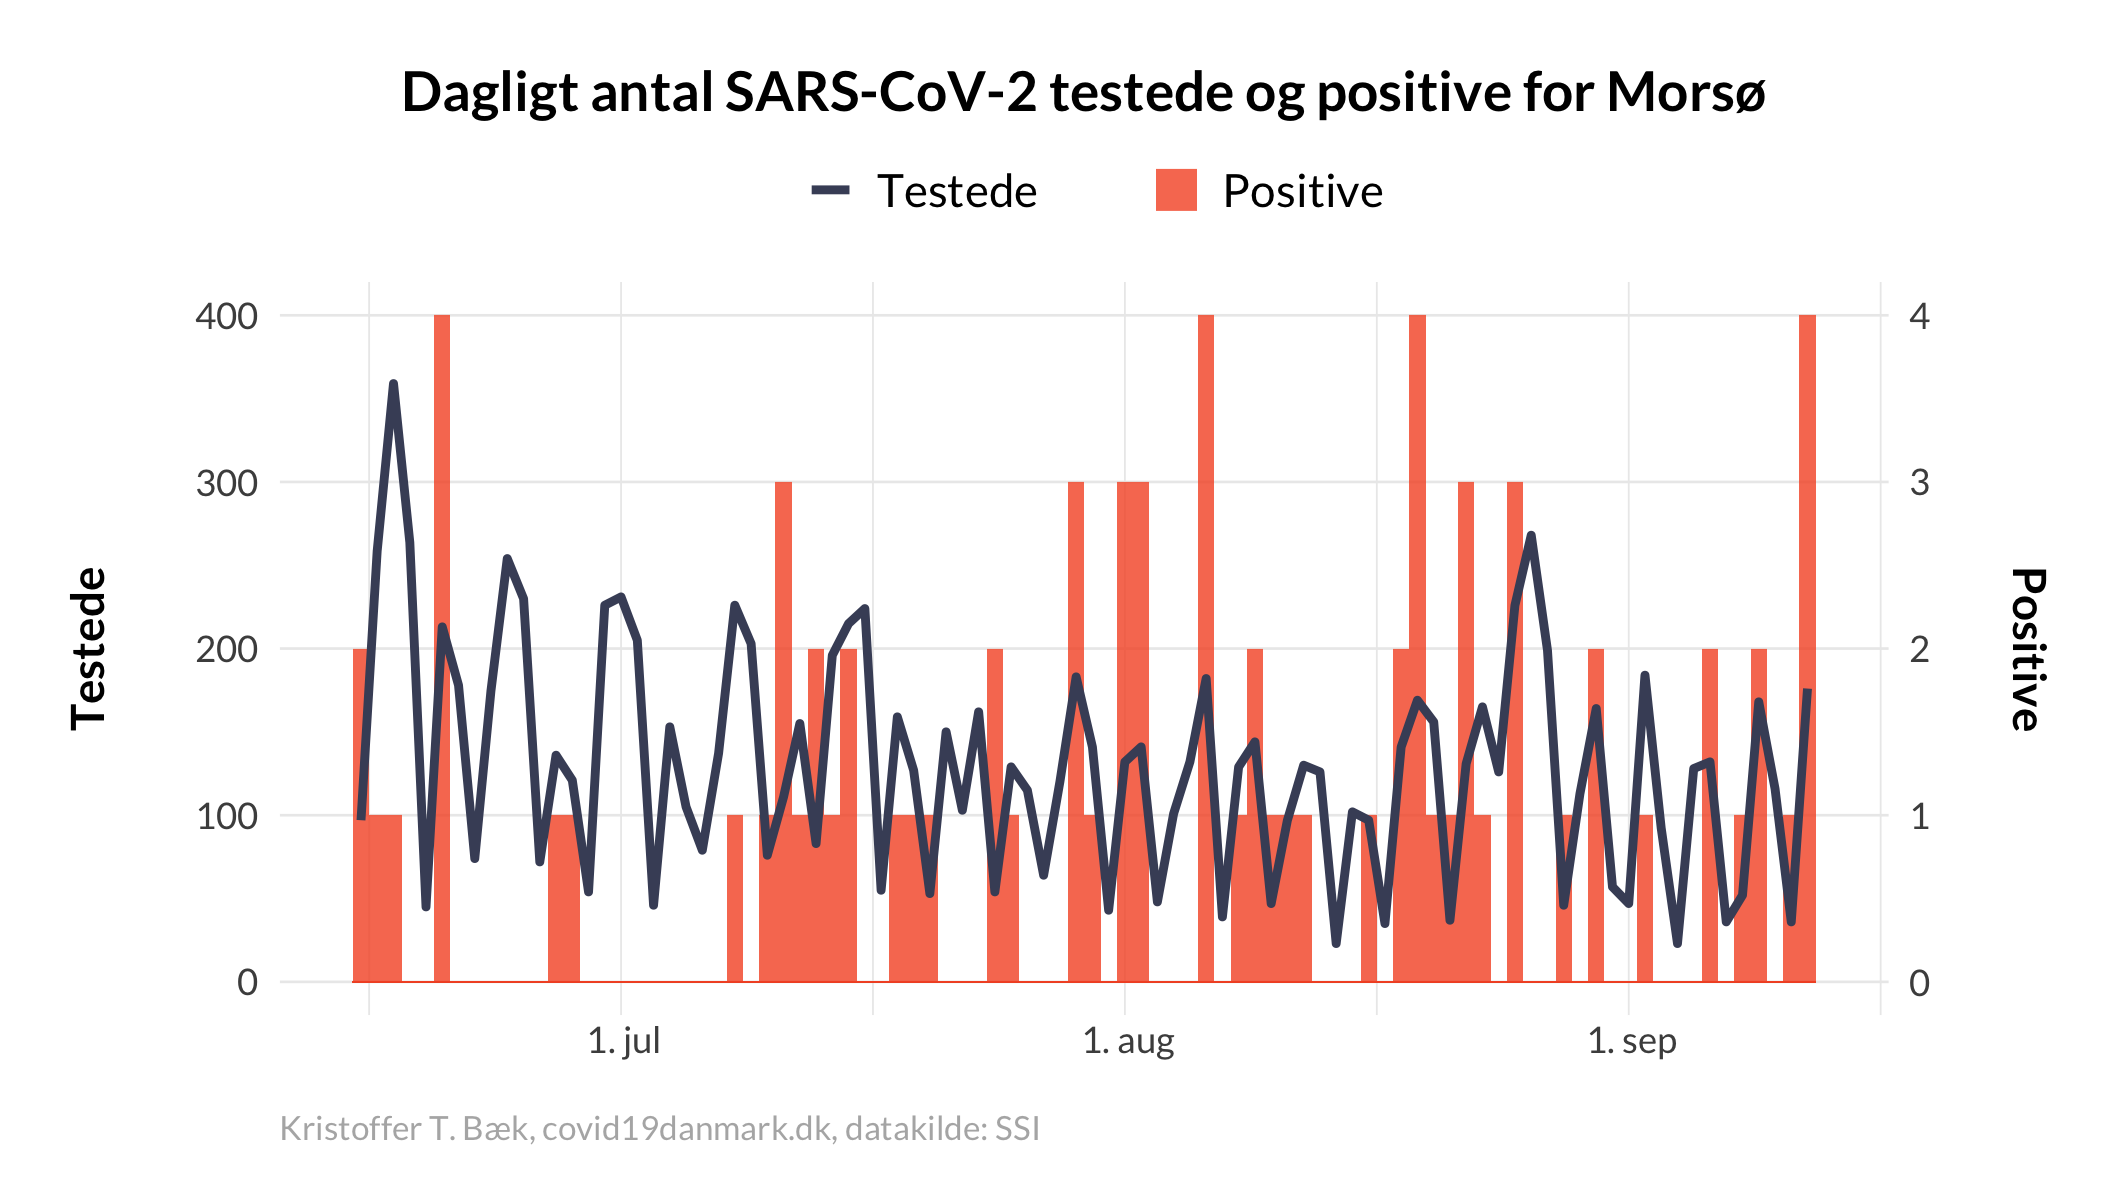 Dagligt antal SARS-CoV-2 testede og positive for Morsø
Testede Positive
400 4
300 3
200 2
100 1
0 0
Testede
Positive
1. jul 1. aug 1. sep
Kristoffer T. Bæk, covid19danmark.dk, datakilde: SSI